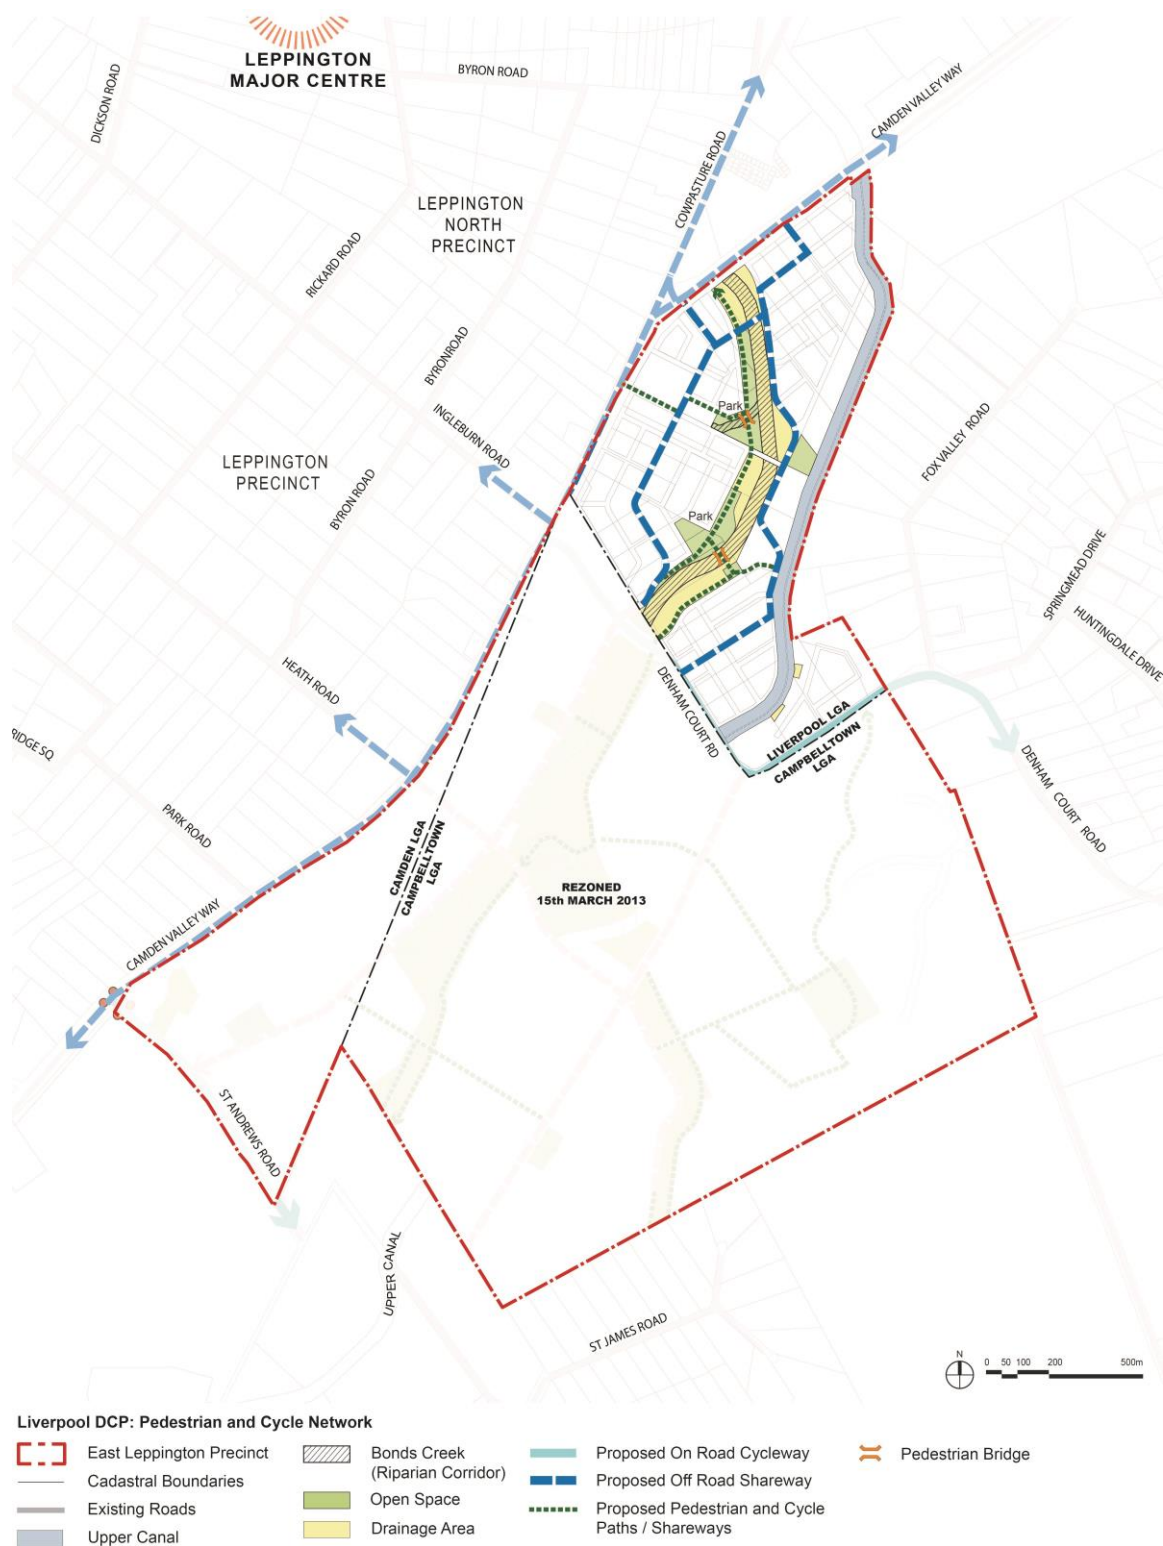 LEPPINGTON
MAJOR CENTRE
BYRON ROAD
DICKSON ROAD
CAMDEN VALLEY WAY
COWPASTURE ROAD
LEPPINGTON
NORTH
PRECINCT
RICKARD ROAD
BYRONROAD
INGLEBURN ROAD
Park
FOX VALLEY ROAD
LEPPINGTON
PRECINCT
BYRON ROAD
Park
SPRINGMEAD DRIVE
HUNTINGDALE DRIVE
HEATH ROAD
DENHAM COURT RD
LIVERPOOL LGA
CAMPBELLTOWN
LGA
RIDGE SQ
DENHAM COURT ROAD
PARK ROAD
CAMDEN LGA
CAMPBELLTOWN
LGA
REZONED
15th MARCH 2013
CAMDEN VALLEY WAY
ST ANDREWS ROAD
UPPER CANAL
ST JAMES ROAD
N
0 50 100 200 500m
Liverpool DCP: Pedestrian and Cycle Network
East Leppington Precinct
Cadastral Boundaries
Existing Roads
Upper Canal
Bonds Creek
(Riparian Corridor)
Open Space
Drainage Area
Proposed On Road Cycleway
Proposed Off Road Shareway
Proposed Pedestrian and Cycle
Paths / Shareways
Pedestrian Bridge